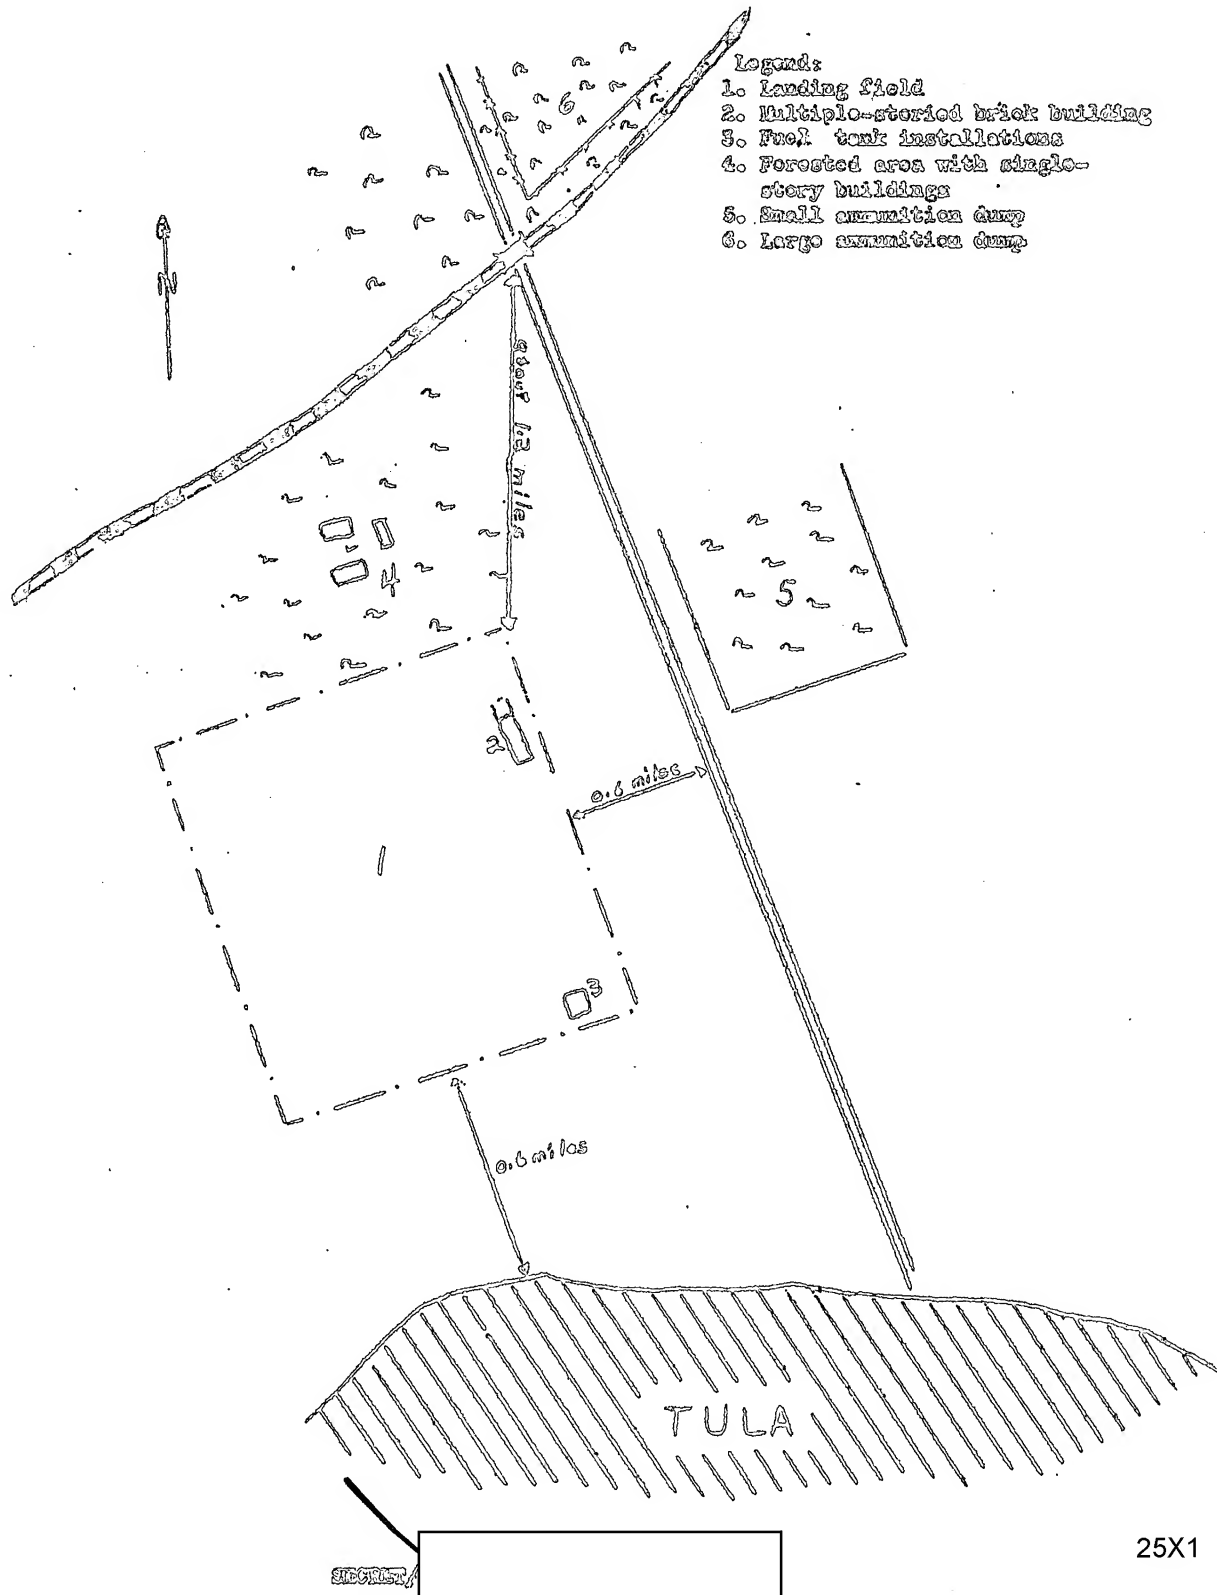 Legend:
1. Landing field
2. Multiple-storied brick building
3. Fuel tank installations
4. Forested area with single-
story buildings
5. Small ammunition dump
6. Large ammunition dump
6
N
about 1.2 miles
4
5
2
0.6 miles
1
3
0.6 miles
TULA
25X1
SECRET/